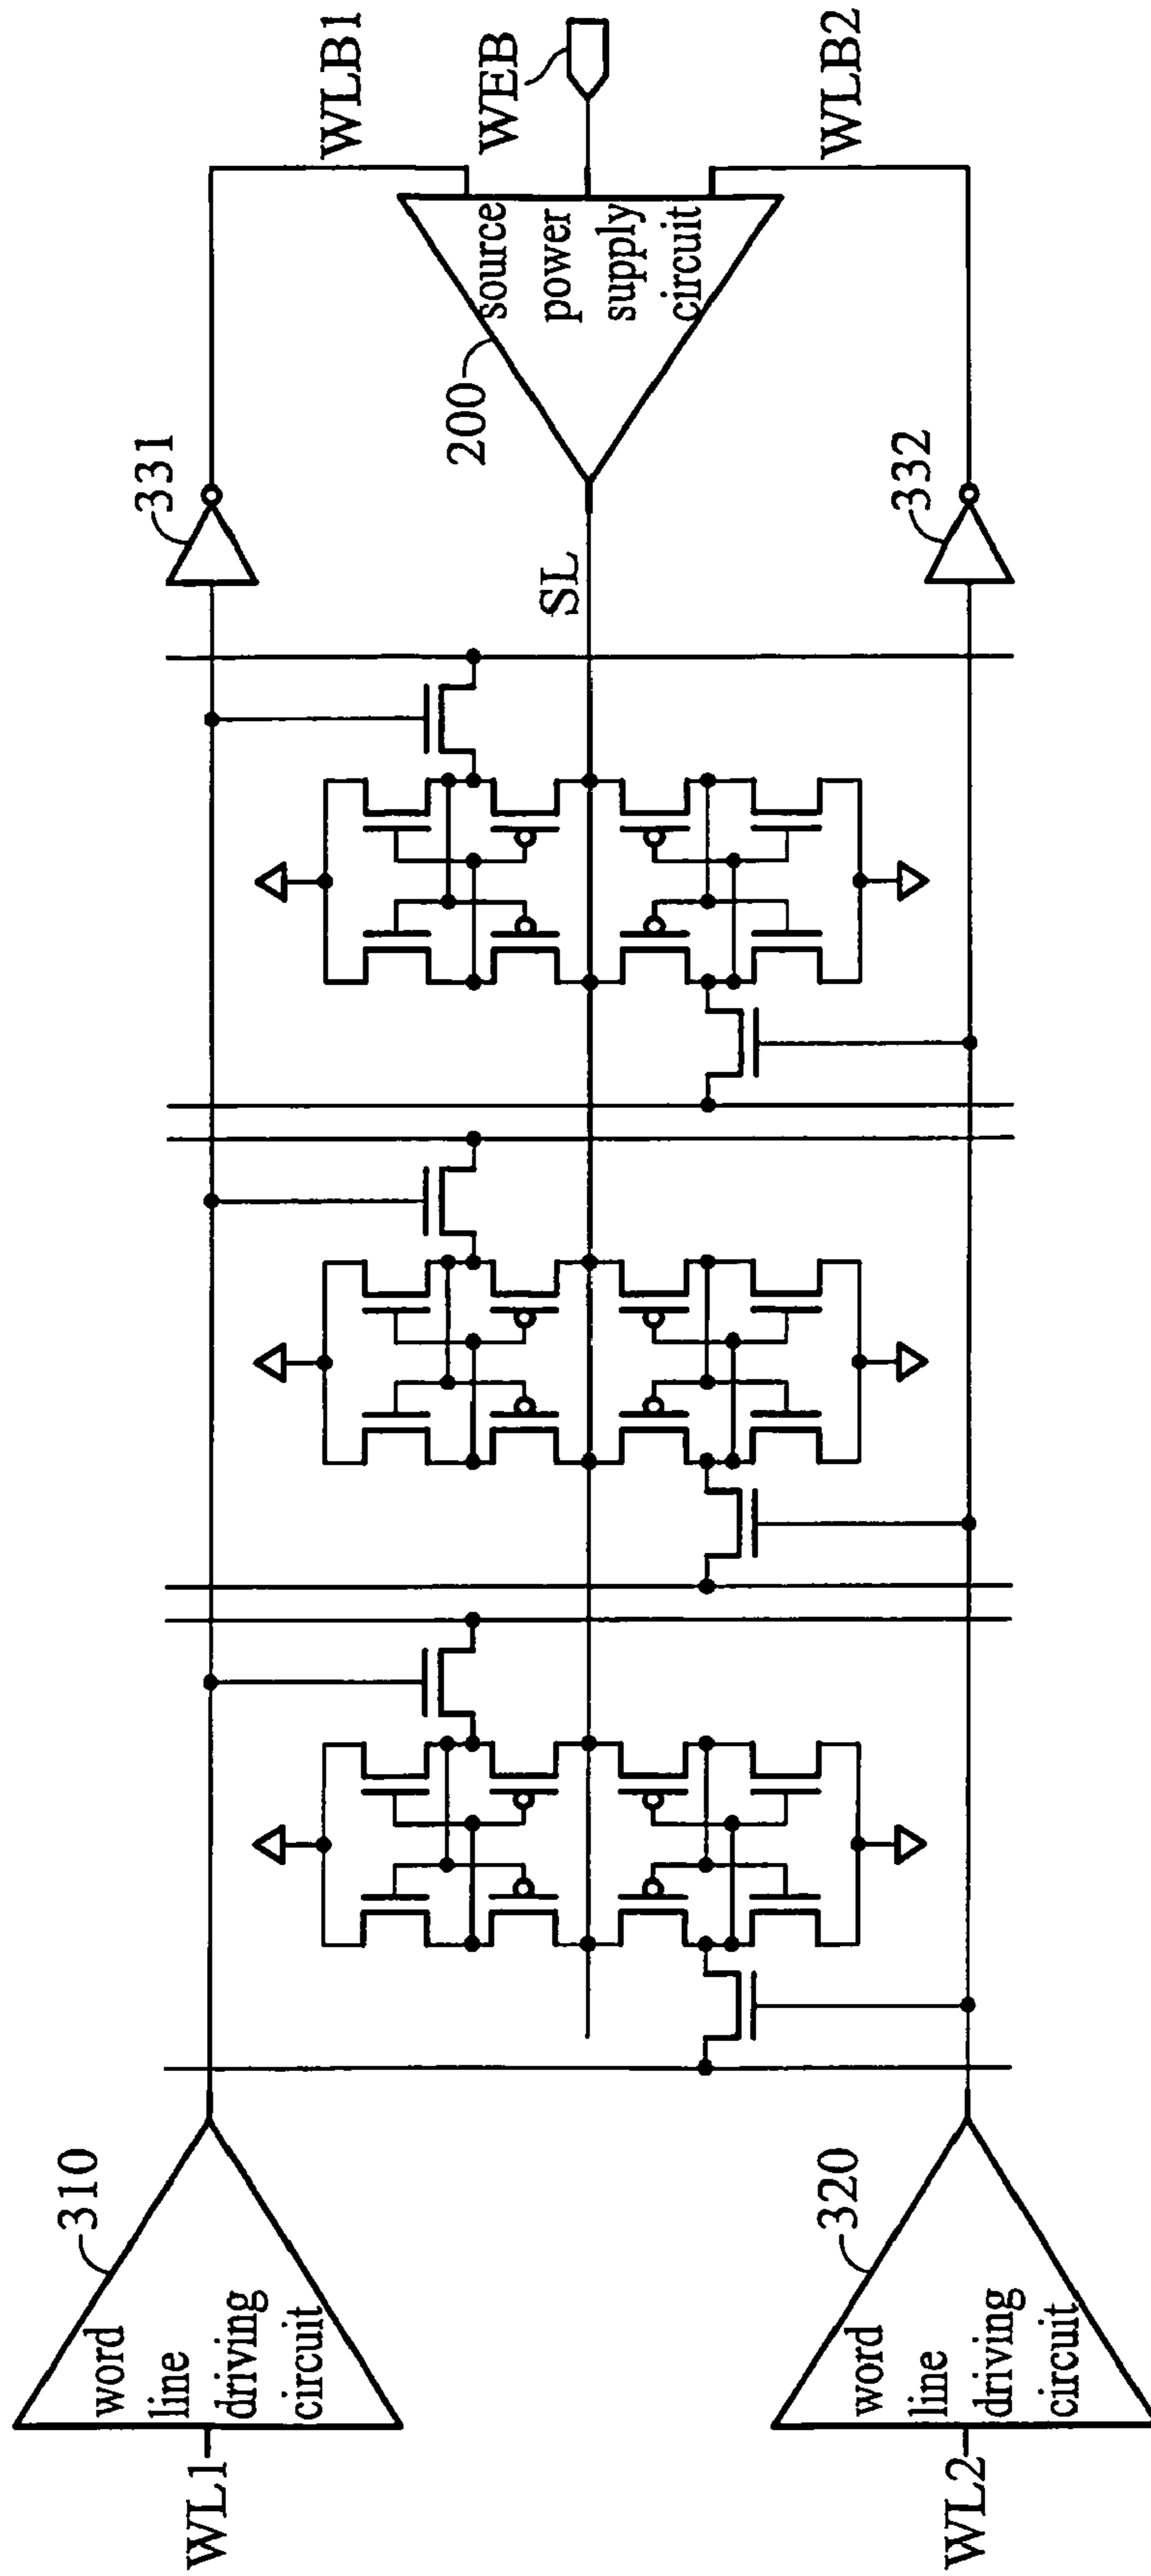 WL1
word
line
driving
circuit
310
WL2
word
line
driving
circuit
320
SL
331
332
200
source
power
supply
circuit
WLB1
WEB
WLB2